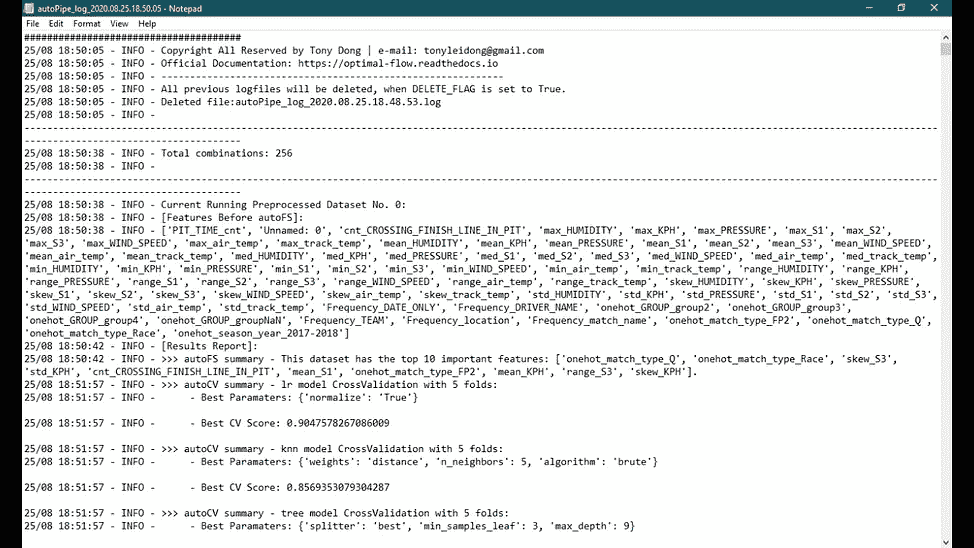 autoPipe_log_2020.08.25.18.50.05 - Notepad
File Edit Format View Help
######################################
25/08 18:50:05 - INFO - Copyright All Reserved by Tony Dong | e-mail: tonyleidong@gmail.com
25/08 18:50:05 - INFO - Official Documentation: https://optimal-flow.readthedocs.io
25/08 18:50:05 - INFO - ------------------------------------------------------------
25/08 18:50:05 - INFO - All previous logfiles will be deleted, when DELETE_FLAG is set to True.
25/08 18:50:05 - INFO - Deleted file:autoPipe_log_2020.08.25.18.48.53.log
25/08 18:50:05 - INFO -
----------------------------------------------------------------------------------------------------------------------------------------------------------------
--------------------------------------
25/08 18:50:38 - INFO - Total combinations: 256
25/08 18:50:38 - INFO -
----------------------------------------------------------------------------------------------------------------------------------------------------------------
--------------------------------------
25/08 18:50:38 - INFO - Current Running Preprocessed Dataset No. 0:
25/08 18:50:38 - INFO - [Features Before autoFS]:
25/08 18:50:38 - INFO - ['PIT_TIME_cnt', 'Unnamed: 0', 'cnt_CROSSING_FINISH_LINE_IN_PIT', 'max_HUMIDITY', 'max_KPH', 'max_PRESSURE', 'max_S1', 'max_S2',
'max_S3', 'max_WIND_SPEED', 'max_air_temp', 'max_track_temp', 'mean_HUMIDITY', 'mean_KPH', 'mean_PRESSURE', 'mean_S1', 'mean_S2', 'mean_S3', 'mean_WIND_SPEED',
'mean_air_temp', 'mean_track_temp', 'med_HUMIDITY', 'med_KPH', 'med_PRESSURE', 'med_S1', 'med_S2', 'med_S3', 'med_WIND_SPEED', 'med_air_temp', 'med_track_temp',
'min_HUMIDITY', 'min_KPH', 'min_PRESSURE', 'min_S1', 'min_S2', 'min_S3', 'min_WIND_SPEED', 'min_air_temp', 'min_track_temp', 'range_HUMIDITY', 'range_KPH',
'range_PRESSURE', 'range_S1', 'range_S2', 'range_S3', 'range_WIND_SPEED', 'range_air_temp', 'range_track_temp', 'skew_HUMIDITY', 'skew_KPH', 'skew_PRESSURE',
'skew_S1', 'skew_S2', 'skew_S3', 'skew_WIND_SPEED', 'skew_air_temp', 'skew_track_temp', 'std_HUMIDITY', 'std_KPH', 'std_PRESSURE', 'std_S1', 'std_S2', 'std_S3',
'std_WIND_SPEED', 'std_air_temp', 'std_track_temp', 'Frequency_DATE_ONLY', 'Frequency_DRIVER_NAME', 'onehot_GROUP_group2', 'onehot_GROUP_group3',
'onehot_GROUP_group4', 'onehot_GROUP_groupNaN', 'Frequency_TEAM', 'Frequency_location', 'Frequency_match_name', 'onehot_match_type_FP2', 'onehot_match_type_Q',
'onehot_match_type_Race', 'onehot_season_year_2017-2018']
25/08 18:50:42 - INFO - [Results Report]:
25/08 18:50:42 - INFO - >>> autoFS summary - This dataset has the top 10 important features: ['onehot_match_type_Q', 'onehot_match_type_Race', 'skew_S3',
'std_KPH', 'cnt_CROSSING_FINISH_LINE_IN_PIT', 'mean_S1', 'onehot_match_type_FP2', 'mean_KPH', 'range_S3', 'skew_KPH'].
25/08 18:51:57 - INFO - >>> autoCV summary - lr model CrossValidation with 5 folds:
25/08 18:51:57 - INFO - - Best Paramaters: {'normalize': 'True'}
25/08 18:51:57 - INFO - - Best CV Score: 0.9047578267086009
25/08 18:51:57 - INFO - >>> autoCV summary - knn model CrossValidation with 5 folds:
25/08 18:51:57 - INFO - - Best Paramaters: {'weights': 'distance', 'n_neighbors': 5, 'algorithm': 'brute'}
25/08 18:51:57 - INFO - - Best CV Score: 0.8569353079304287
25/08 18:51:57 - INFO - >>> autoCV summary - tree model CrossValidation with 5 folds:
25/08 18:51:57 - INFO - - Best Paramaters: {'splitter': 'best', 'min_samples_leaf': 3, 'max_depth': 9}